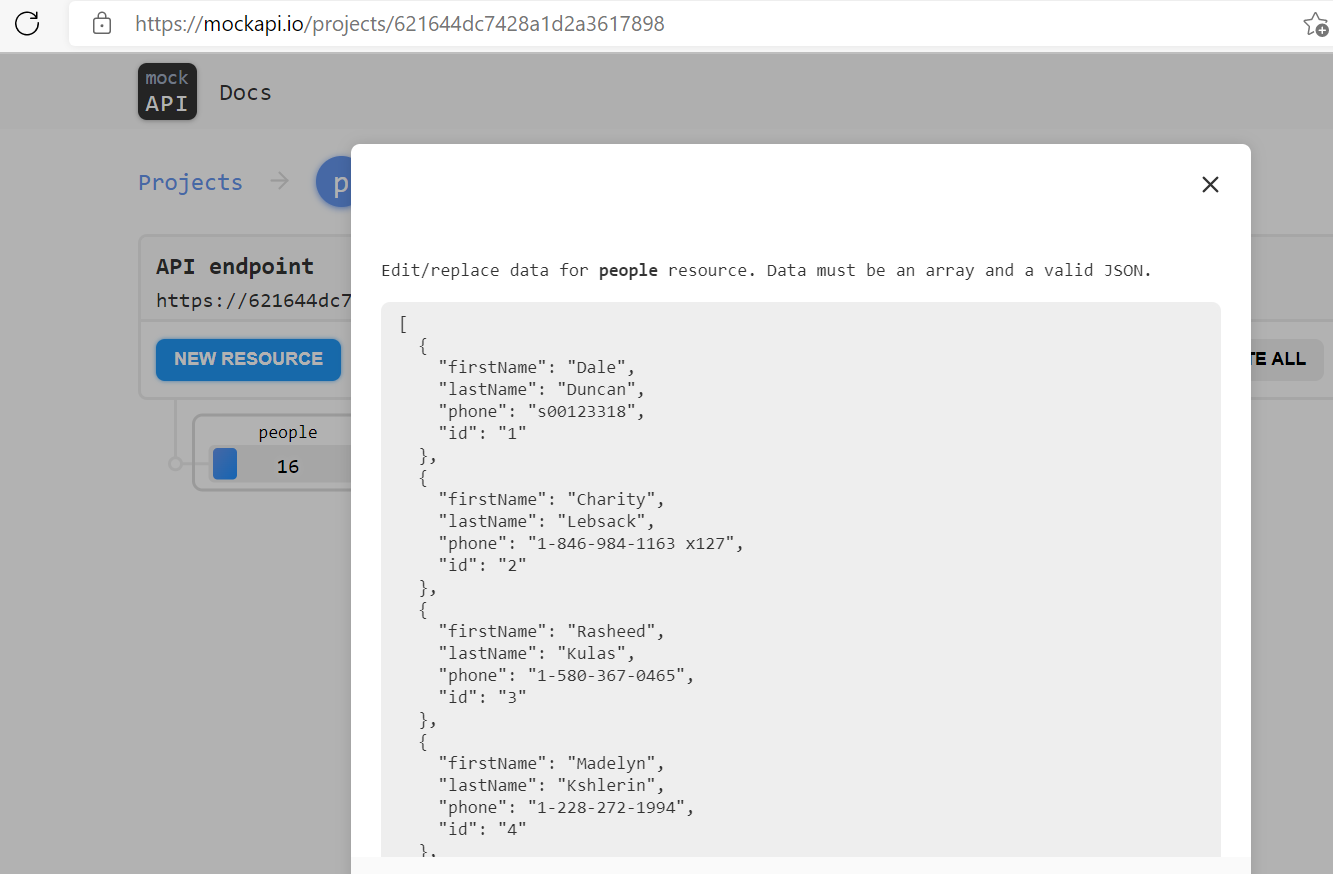 https://mockapi.io/projects/621644dc7428a1d2a3617898
mock
API
Docs
Projects
p
API endpoint
https://621644dc7
NEW RESOURCE
TE ALL
people
16
Edit/replace data for people resource. Data must be an array and a valid JSON.
[
{
"firstName": "Dale",
"lastName": "Duncan",
"phone": "s00123318",
"id": "1"
},
{
"firstName": "Charity",
"lastName": "Lebsack",
"phone": "1-846-984-1163 x127",
"id": "2"
},
{
"firstName": "Rasheed",
"lastName": "Kulas",
"phone": "1-580-367-0465",
"id": "3"
},
{
"firstName": "Madelyn",
"lastName": "Kshlerin",
"phone": "1-228-272-1994",
"id": "4"
},